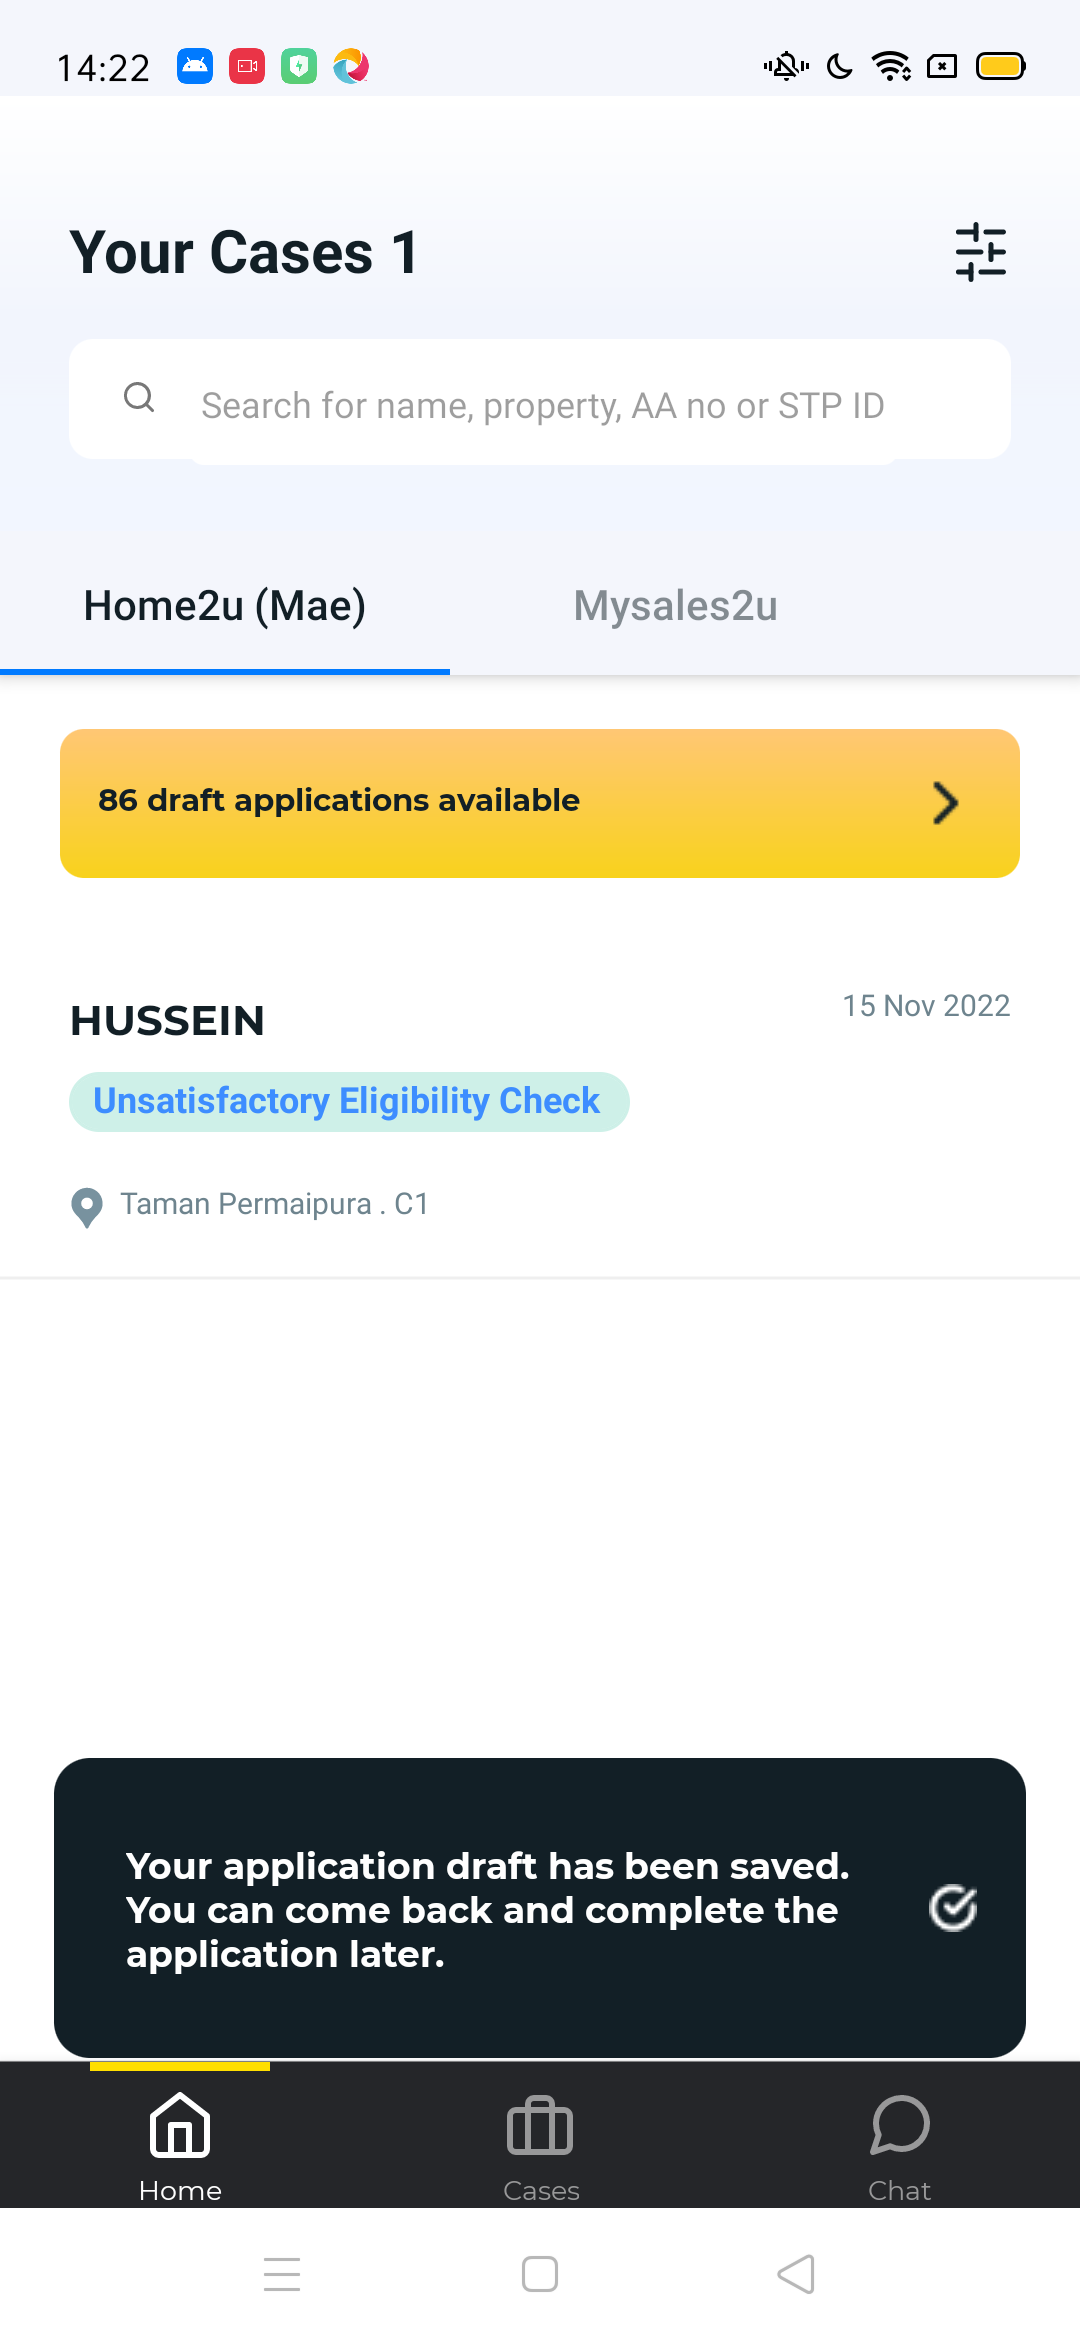 14:22
Your Cases 1
Search for name, property, AA no or STP ID
Home2u (Mae)
Mysales2u
86 draft applications available
HUSSEIN
15 Nov 2022
Unsatisfactory Eligibility Check
Taman Permaipura . C1
Your application draft has been saved.
You can come back and complete the
application later.
Home
Cases
Chat